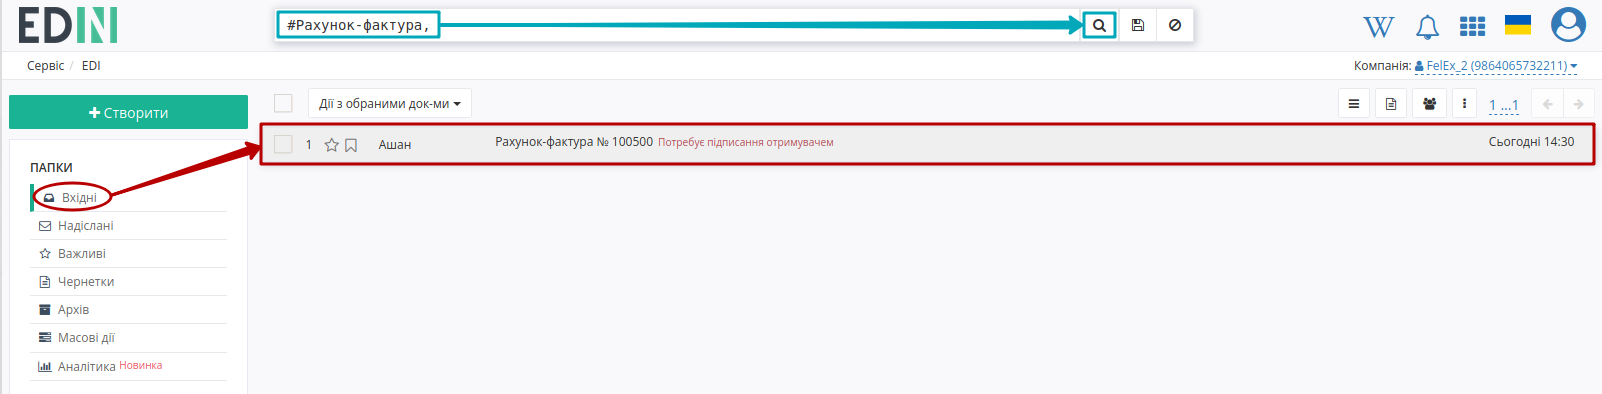 EDIN
#Рахунок-фактура,
Сервіс / EDI
Компанія: FelEx_2 (9864065732211)
Створити
Дії з обраними док-ми
1 ...1
1 Ашан Рахунок-фактура № 100500 Потребує підписання отримувачем Сьогодні 14:30
ПАПКИ
Вхідні
Надіслані
Важливі
Чернетки
Архів
Масові дії
Аналітика Новинка